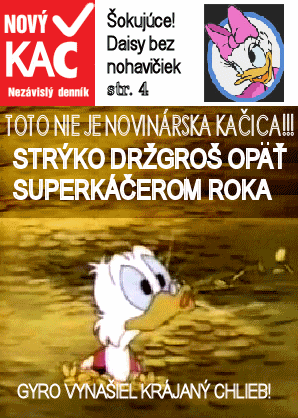 NOVÝ
KAC
Nezávislý denník
Šokujúce!
Daisy bez
nohavičiek
str. 4
TOTO NIE JE NOVINÁRSKA KAČICA!!!
STRÝKO DRŽGROŠ OPÄŤ
SUPERKÁČEROM ROKA
GYRO VYNAŠIEL KRÁJANÝ CHLIEB!